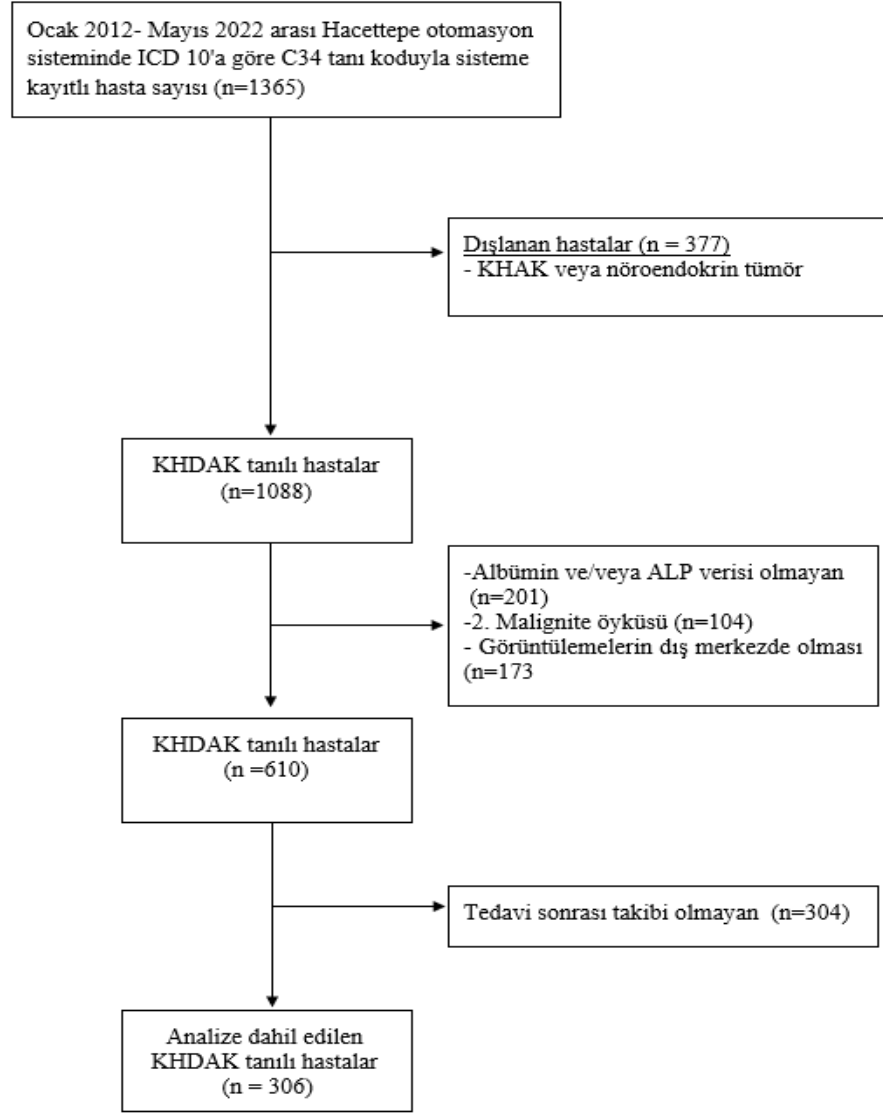 Ocak 2012- Mayıs 2022 arası Hacettepe otomasyon
sisteminde ICD 10'a göre C34 tanı koduyla sisteme
kayıtlı hasta sayısı (n=1365)
Dışlanan hastalar (n = 377)
- KHAK veya nöroendokrin tümör
KHDAK tanılı hastalar
(n=1088)
-Albümin ve/veya ALP verisi olmayan
(n=201)
-2. Malignite öyküsü (n=104)
- Görüntülemelerin dış merkezde olması
(n=173
KHDAK tanılı hastalar
(n =610)
Tedavi sonrası takibi olmayan (n=304)
Analize dahil edilen
KHDAK tanılı hastalar
(n = 306)